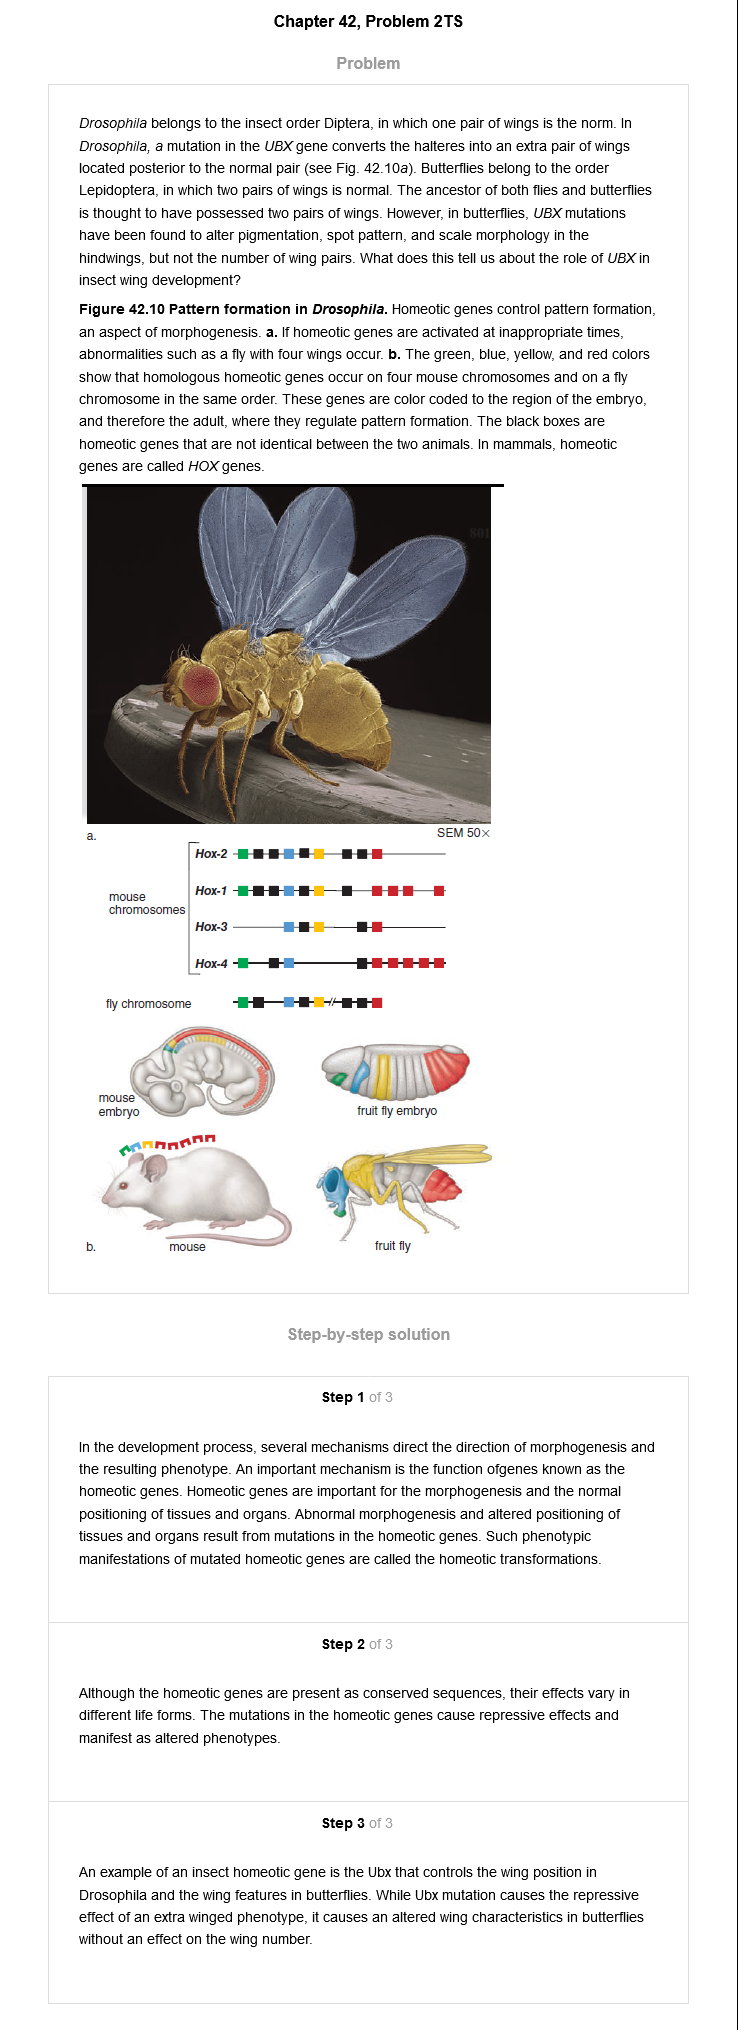 Chapter 42, Problem 2TS
Problem
Drosophila belongs to the insect order Diptera, in which one pair of wings is the norm. In
Drosophila, a mutation in the UBX gene converts the halteres into an extra pair of wings
located posterior to the normal pair (see Fig. 42.10a). Butterflies belong to the order
Lepidoptera, in which two pairs of wings is normal. The ancestor of both flies and butterflies
is thought to have possessed two pairs of wings. However, in butterflies, UBX mutations
have been found to alter pigmentation, spot pattern, and scale morphology in the
hindwings, but not the number of wing pairs. What does this tell us about the role of UBX in
insect wing development?
Figure 42.10 Pattern formation in Drosophila. Homeotic genes control pattern formation,
an aspect of morphogenesis. a. If homeotic genes are activated at inappropriate times,
abnormalities such as a fly with four wings occur. b. The green, blue, yellow, and red colors
show that homologous homeotic genes occur on four mouse chromosomes and on a fly
chromosome in the same order. These genes are color coded to the region of the embryo,
and therefore the adult, where they regulate pattern formation. The black boxes are
homeotic genes that are not identical between the two animals. In mammals, homeotic
genes are called HOX genes.
801
a.
SEM 50×
Hox-2
Hox-1
mouse
chromosomes
Hox-3
Hox-4
fly chromosome
mouse
embryo
fruit fly embryo
b.
mouse
fruit fly
Step-by-step solution
Step 1 of 3
In the development process, several mechanisms direct the direction of morphogenesis and
the resulting phenotype. An important mechanism is the function ofgenes known as the
homeotic genes. Homeotic genes are important for the morphogenesis and the normal
positioning of tissues and organs. Abnormal morphogenesis and altered positioning of
tissues and organs result from mutations in the homeotic genes. Such phenotypic
manifestations of mutated homeotic genes are called the homeotic transformations.
Step 2 of 3
Although the homeotic genes are present as conserved sequences, their effects vary in
different life forms. The mutations in the homeotic genes cause repressive effects and
manifest as altered phenotypes.
Step 3 of 3
An example of an insect homeotic gene is the Ubx that controls the wing position in
Drosophila and the wing features in butterflies. While Ubx mutation causes the repressive
effect of an extra winged phenotype, it causes an altered wing characteristics in butterflies
without an effect on the wing number.